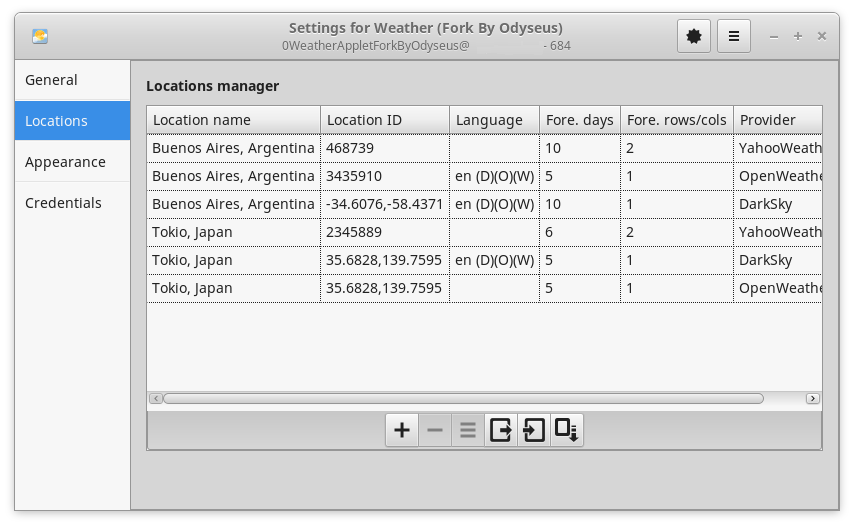 Settings for Weather (Fork By Odyseus)
0WeatherAppletForkByOdyseus@ - 684
General
Locations
Appearance
Credentials
Locations manager
Location name Location ID Language Fore. days Fore. rows/cols Provider
Buenos Aires, Argentina 468739 10 2 YahooWeath
Buenos Aires, Argentina 3435910 en (D)(O)(W) 5 1 OpenWeathe
Buenos Aires, Argentina -34.6076,-58.4371 en (D)(O)(W) 10 1 DarkSky
Tokio, Japan 2345889 6 2 YahooWeath
Tokio, Japan 35.6828,139.7595 en (D)(O)(W) 5 1 DarkSky
Tokio, Japan 35.6828,139.7595 5 1 OpenWeathe